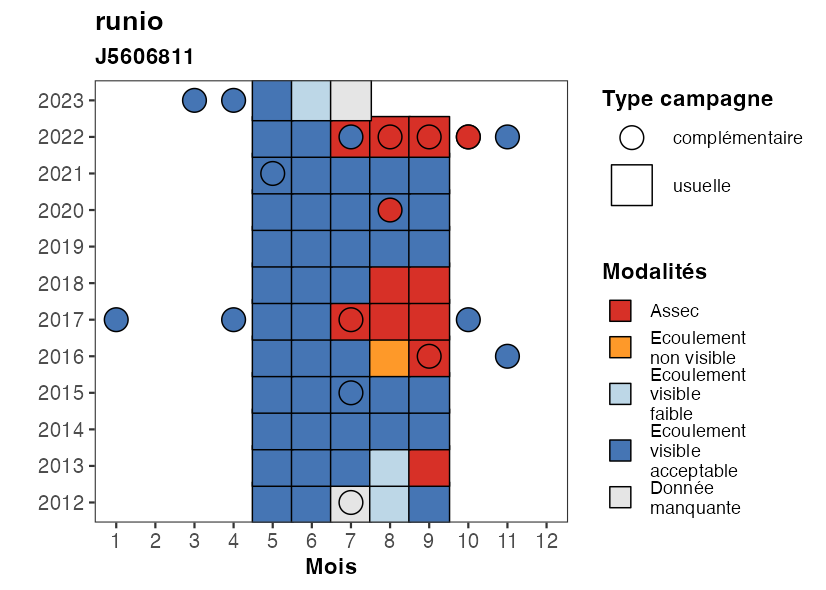 runio
J5606811
2023
2022
2021
2020
2019
2018
2017
2016
2015
2014
2013
2012
1 2 3 4 5 6 7 8 9 10 11 12
Mois
Type campagne
complémentaire
usuelle
Modalités
Assec
Ecoulement
non visible
Ecoulement
visible
faible
Ecoulement
visible
acceptable
Donnée
manquante